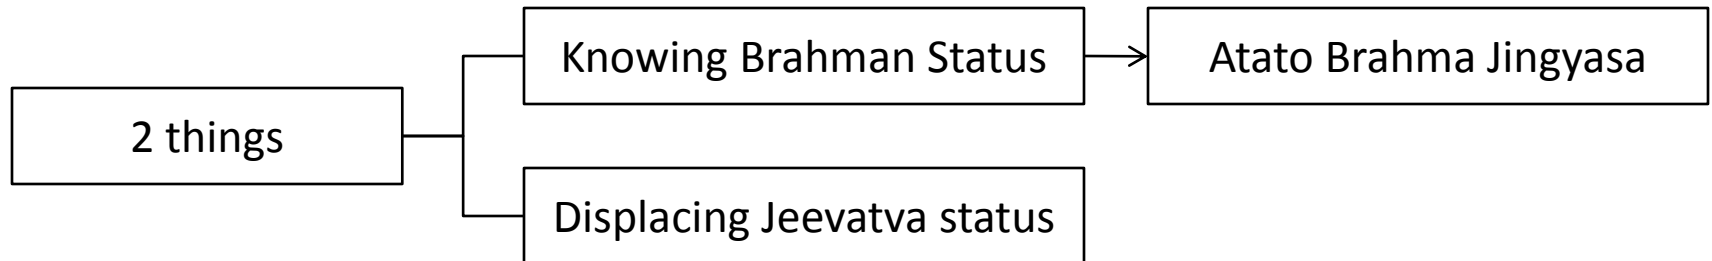 Knowing Brahman Status
Atato Brahma Jingyasa
2 things
Displacing Jeevatva status